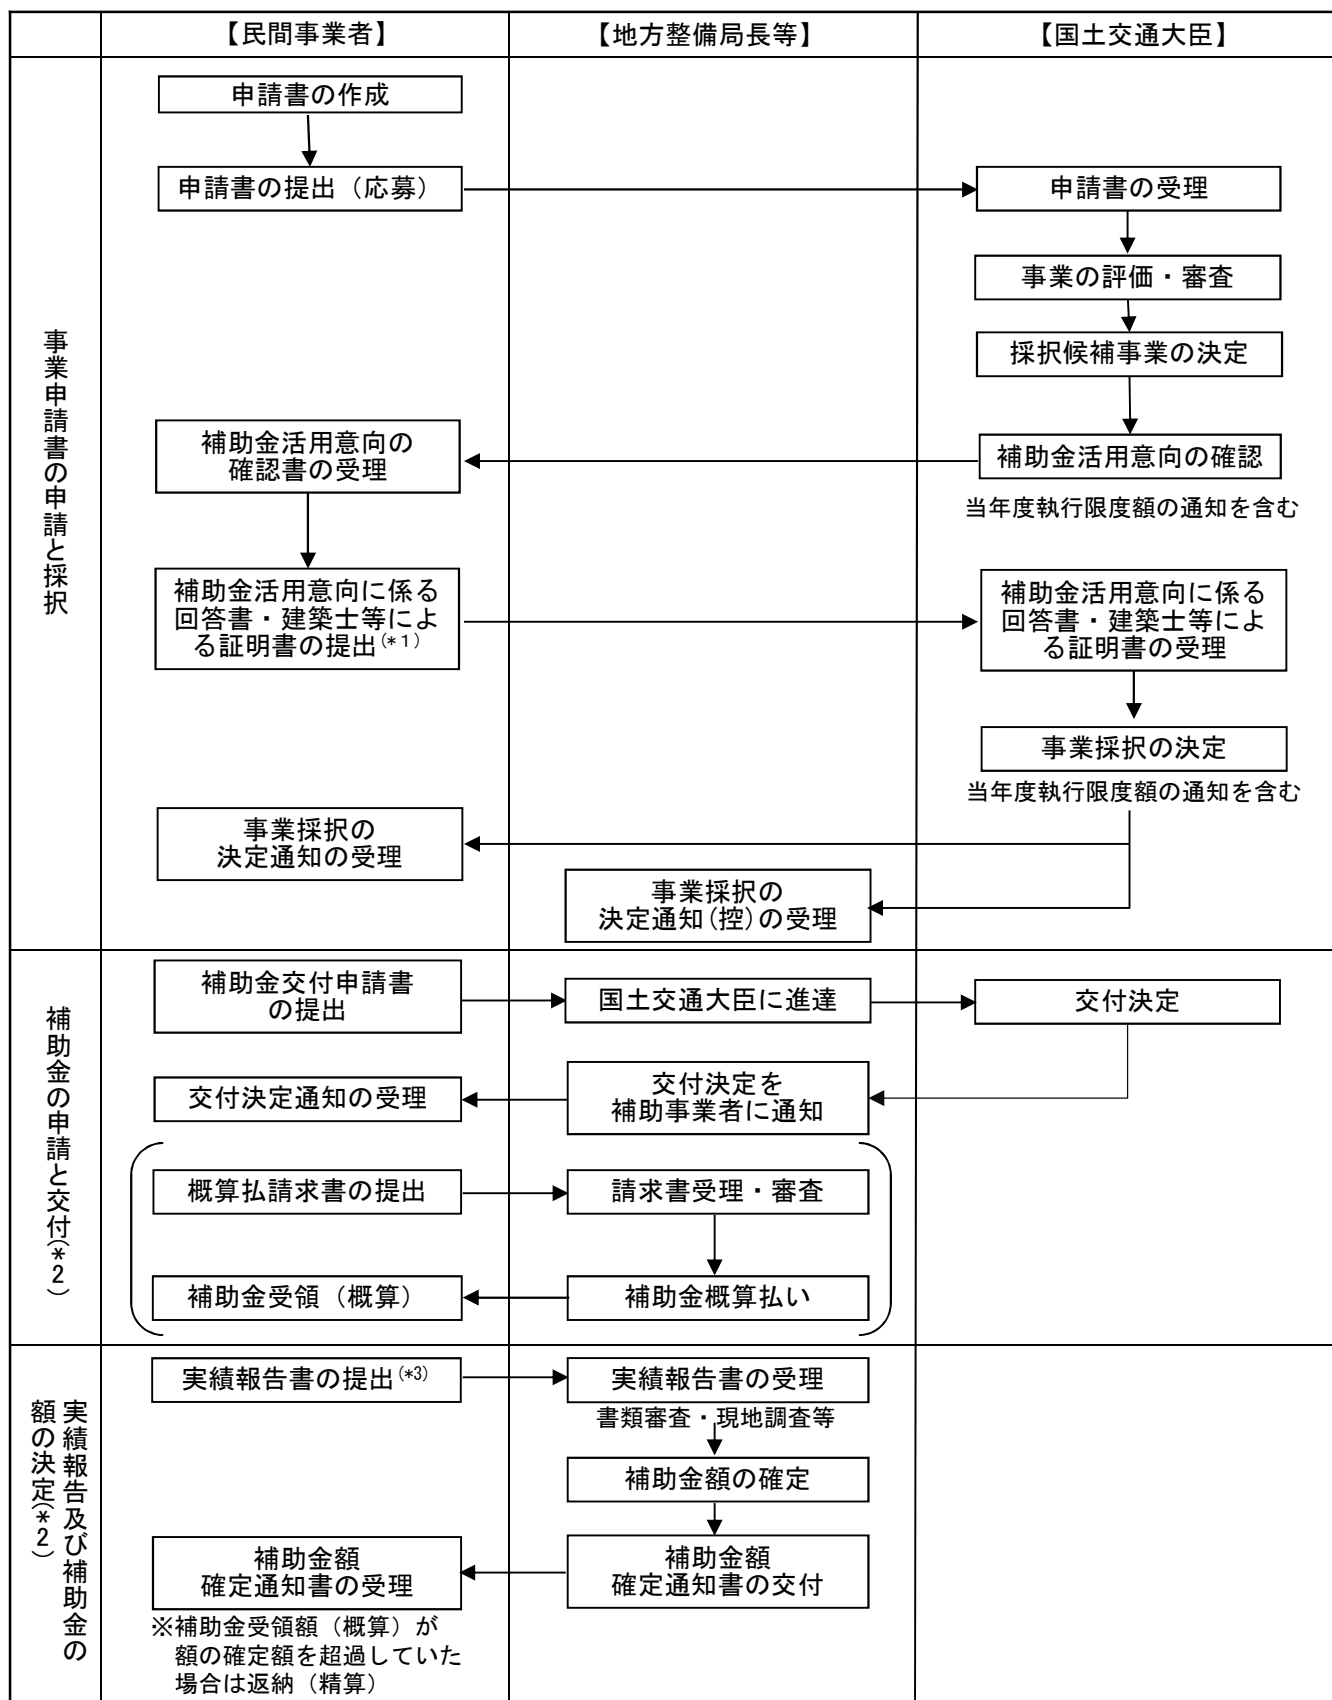 【民間事業者】
【地方整備局長等】
【国土交通大臣】
事業申請書の申請と採択
申請書の作成
申請書の提出（応募）
申請書の受理
事業の評価・審査
採択候補事業の決定
補助金活用意向の確認
当年度執行限度額の通知を含む
補助金活用意向の
確認書の受理
補助金活用意向に係る
回答書・建築士等によ
る証明書の提出(*1)
補助金活用意向に係る
回答書・建築士等によ
る証明書の受理
事業採択の決定
当年度執行限度額の通知を含む
事業採択の
決定通知の受理
事業採択の
決定通知(控)の受理
補助金の申請と交付(*2)
補助金交付申請書
の提出
国土交通大臣に進達
交付決定
交付決定を
補助事業者に通知
交付決定通知の受理
概算払請求書の提出
請求書受理・審査
補助金概算払い
補助金受領（概算）
実績報告及び補助金の
額の決定(*2)
実績報告書の提出(*3)
実績報告書の受理
書類審査・現地調査等
補助金額の確定
補助金額
確定通知書の交付
補助金額
確定通知書の受理
※補助金受領額（概算）が
額の確定額を超過していた
場合は返納（精算）